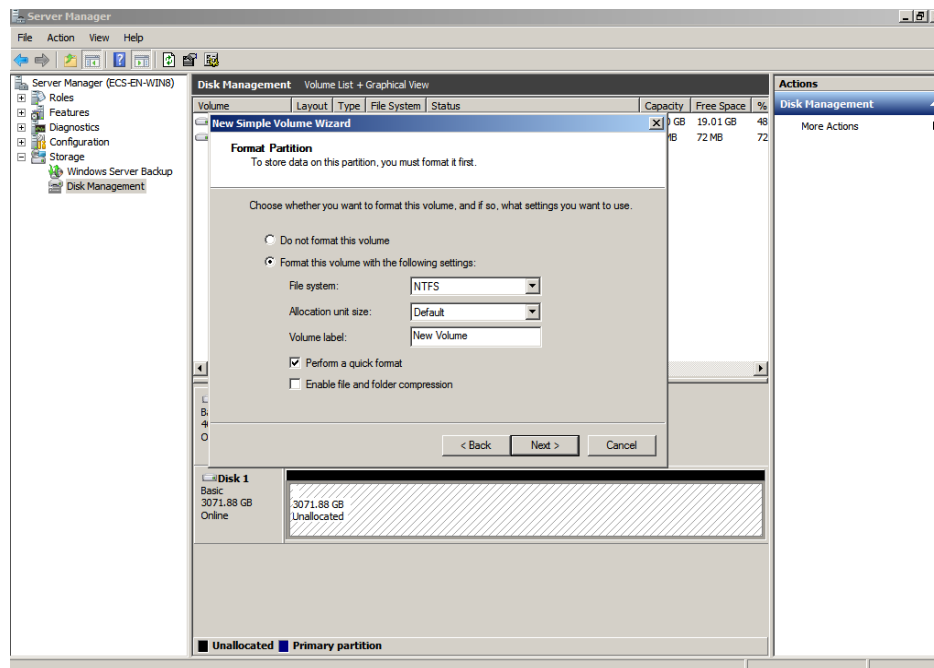 Server Manager
File Action View Help
Server Manager (ECS-EN-WIN8)
Roles
Features
Diagnostics
Configuration
Storage
Windows Server Backup
Disk Management
Disk Management Volume List + Graphical View
Volume Layout Type File System Status Capacity Free Space %
GB 19.01 GB 48
MB 72 MB 72
New Simple Volume Wizard
Format Partition
To store data on this partition, you must format it first.
Choose whether you want to format this volume, and if so, what settings you want to use.
Do not format this volume
Format this volume with the following settings:
File system: NTFS
Allocation unit size: Default
Volume label: New Volume
Perform a quick format
Enable file and folder compression
< Back Next > Cancel
Disk 1
Basic
3071.88 GB
Online
3071.88 GB
Unallocated
Unallocated Primary partition
Actions
Disk Management
More Actions